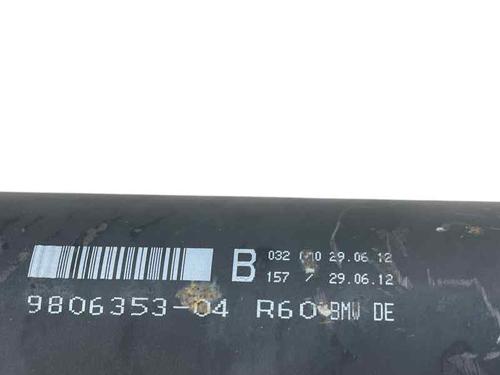 B 032 29.06.12
157 / 29.06.12
9806353-04 R60 BMW DE